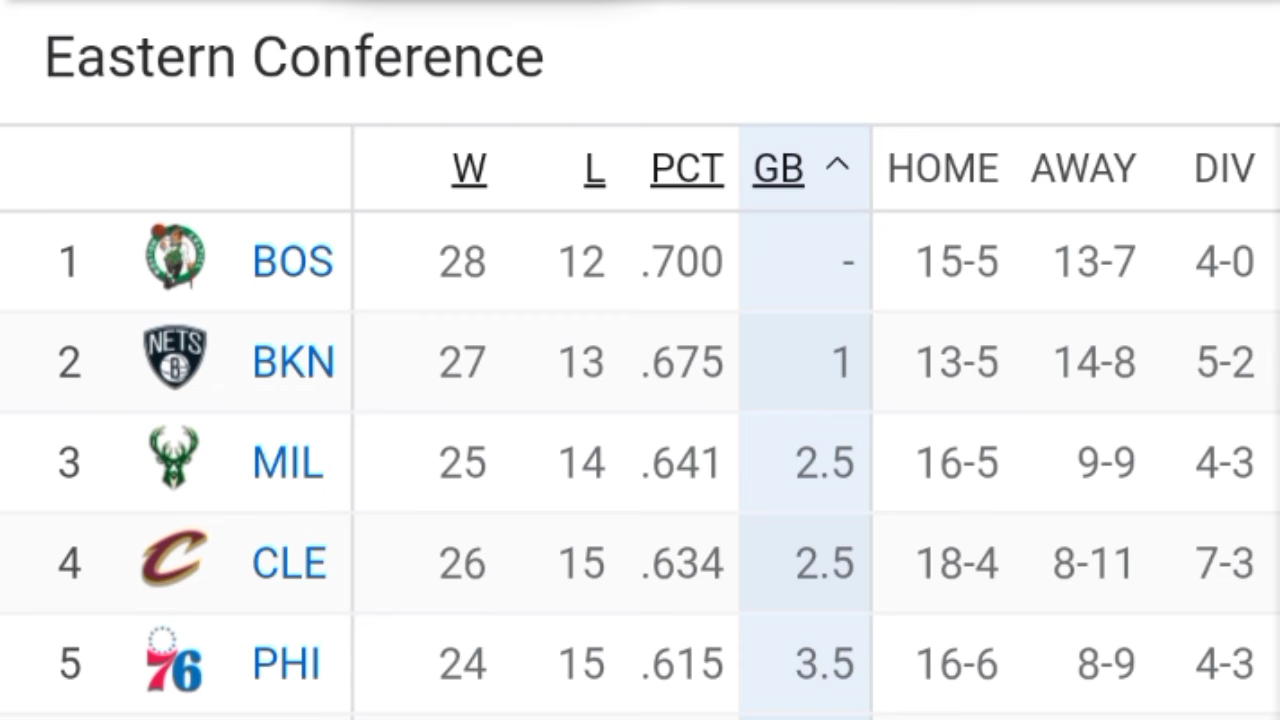 Eastern Conference
W L PCT GB ^ HOME AWAY DIV
1 BOS 28 12 .700 - 15-5 13-7 4-0
2 NETS B BKN 27 13 .675 1 13-5 14-8 5-2
3 MIL 25 14 .641 2.5 16-5 9-9 4-3
4 C CLE 26 15 .634 2.5 18-4 8-11 7-3
5 76 PHI 24 15 .615 3.5 16-6 8-9 4-3